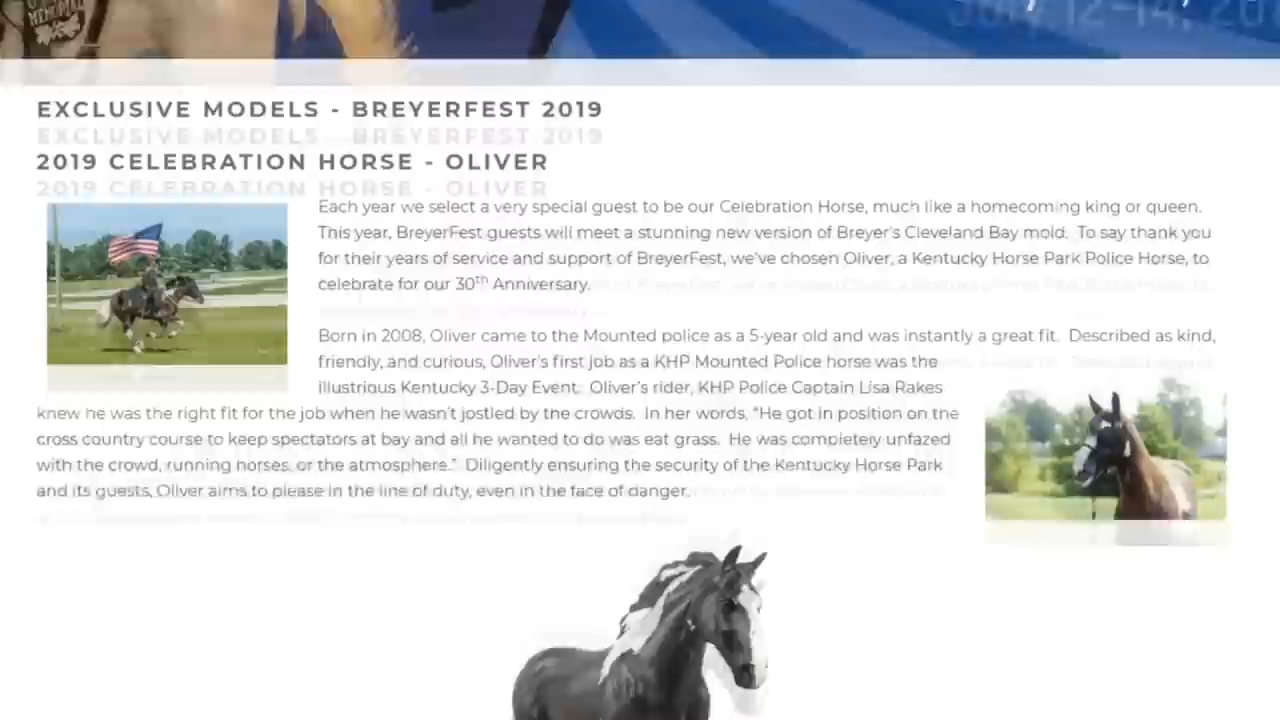 MEMORIAL
July 12-14, 20
EXCLUSIVE MODELS - BREYERFEST 2019
2019 CELEBRATION HORSE - OLIVER
Each year we select a very special guest to be our Celebration Horse, much like a homecoming king or queen.
This year, BreyerFest guests will meet a stunning new version of Breyer's Cleveland Bay mold. To say thank you
for their years of service and support of BreyerFest, we've chosen Oliver, a Kentucky Horse Park Police Horse, to
celebrate for our 30th Anniversary.
Born in 2008, Oliver came to the Mounted police as a 5-year old and was instantly a great fit. Described as kind,
friendly, and curious, Oliver's first job as a KHP Mounted Police horse was the
illustrious Kentucky 3-Day Event. Oliver's rider, KHP Police Captain Lisa Rakes
knew he was the right fit for the job when he wasn't jostled by the crowds. In her words, "He got in position on the
cross country course to keep spectators at bay and all he wanted to do was eat grass. He was completely unfazed
with the crowd, running horses, or the atmosphere." Diligently ensuring the security of the Kentucky Horse Park
and its guests, Oliver aims to please in the line of duty, even in the face of danger.